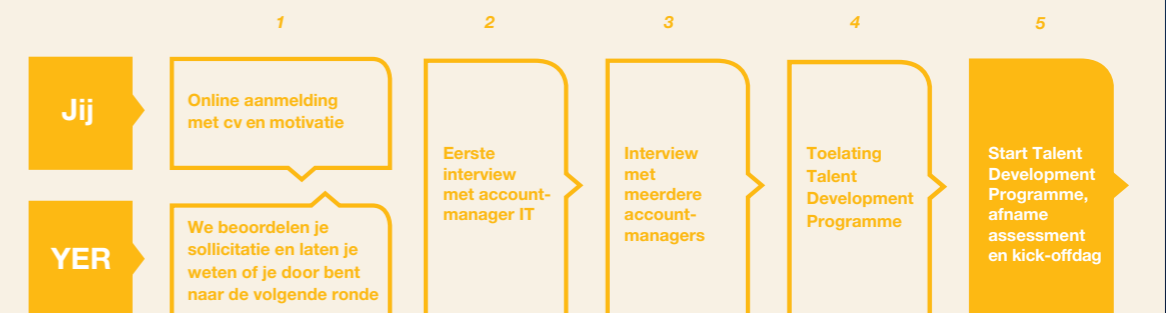 1
2
3
4
5
Jij
Online aanmelding
met cv en motivatie
YER
We beoordelen je
sollicitatie en laten je
weten of je door bent
naar de volgende ronde
Eerste
interview
met account-
manager IT
Interview
met
meerdere
account-
managers
Toelating
Talent
Development
Programme
Start Talent
Development
Programme,
afname
assessment
en kick-offdag